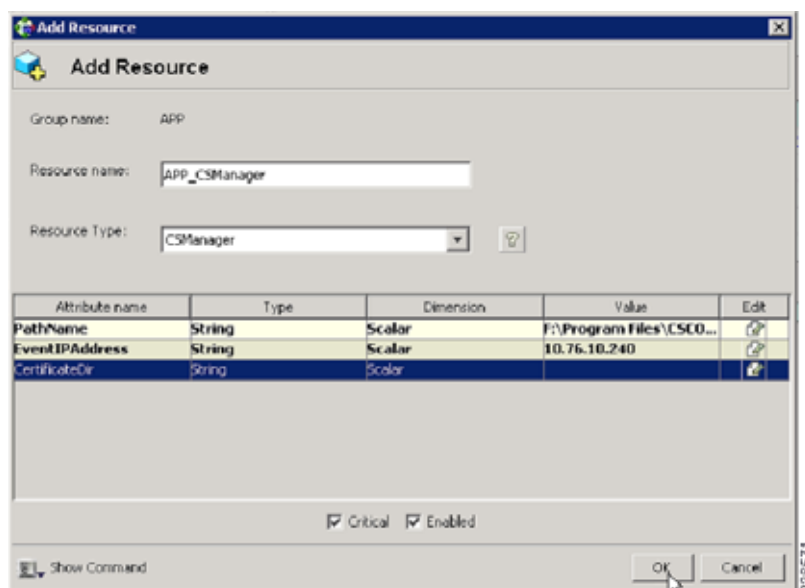 Add Resource
Add Resource
Group name: APP
Resource name: APP_CSManager
Resource Type: CSManager
Attribute name Type Dimension Value Edit
PathName String Scalar F:\Program Files\CSCO...
EventIPAddress String Scalar 10.76.10.240
CertificateDir String Scalar
Critical Enabled
Show Command OK Cancel